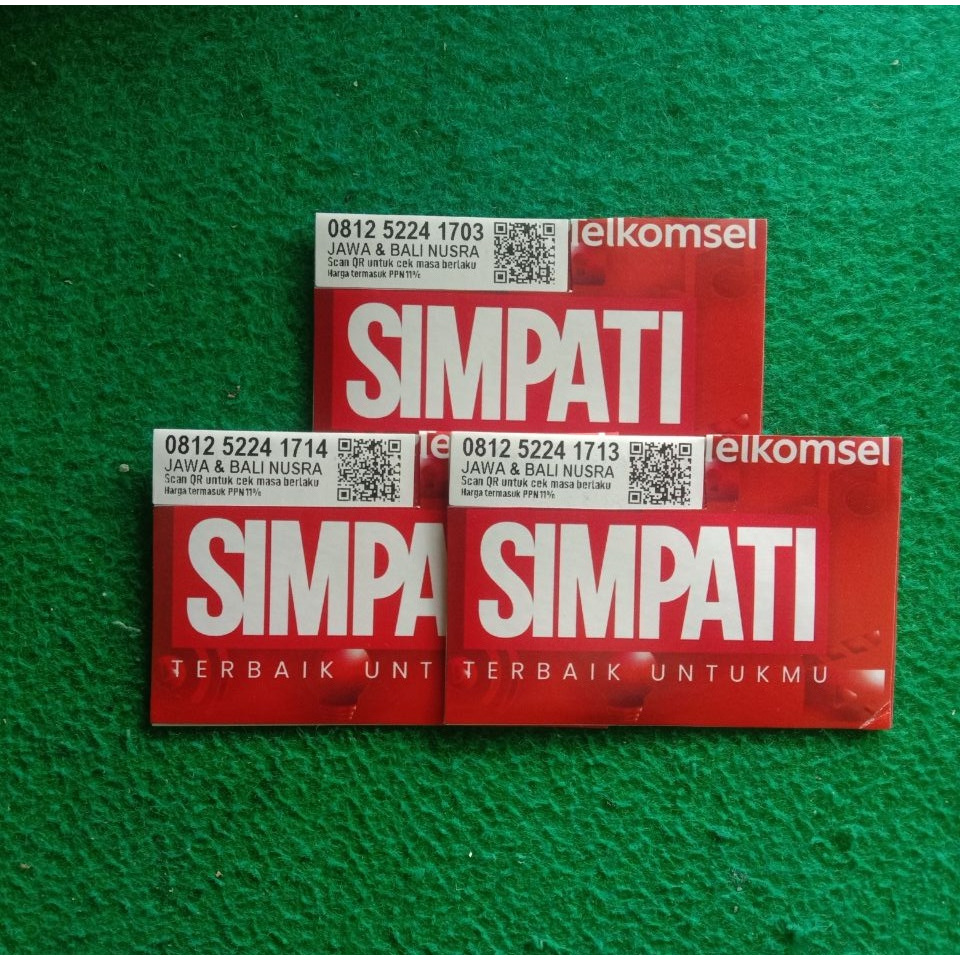 0812 5224 1703
JAWA & BALI NUSRA
Scan QR untuk cek masa berlaku
Harga termasuk PPN 11%
elkomsel
SIMPATI
0812 5224 1714
JAWA & BALI NUSRA
Scan QR untuk cek masa berlaku
Harga termasuk PPN 11%
e
SIMPA
TERBAIK UNT
0812 5224 1713
JAWA & BALI NUSRA
Scan QR untuk cek masa berlaku
Harga termasuk PPN 11%
elkomsel
SIMPATI
TERBAIK UNTUKMU